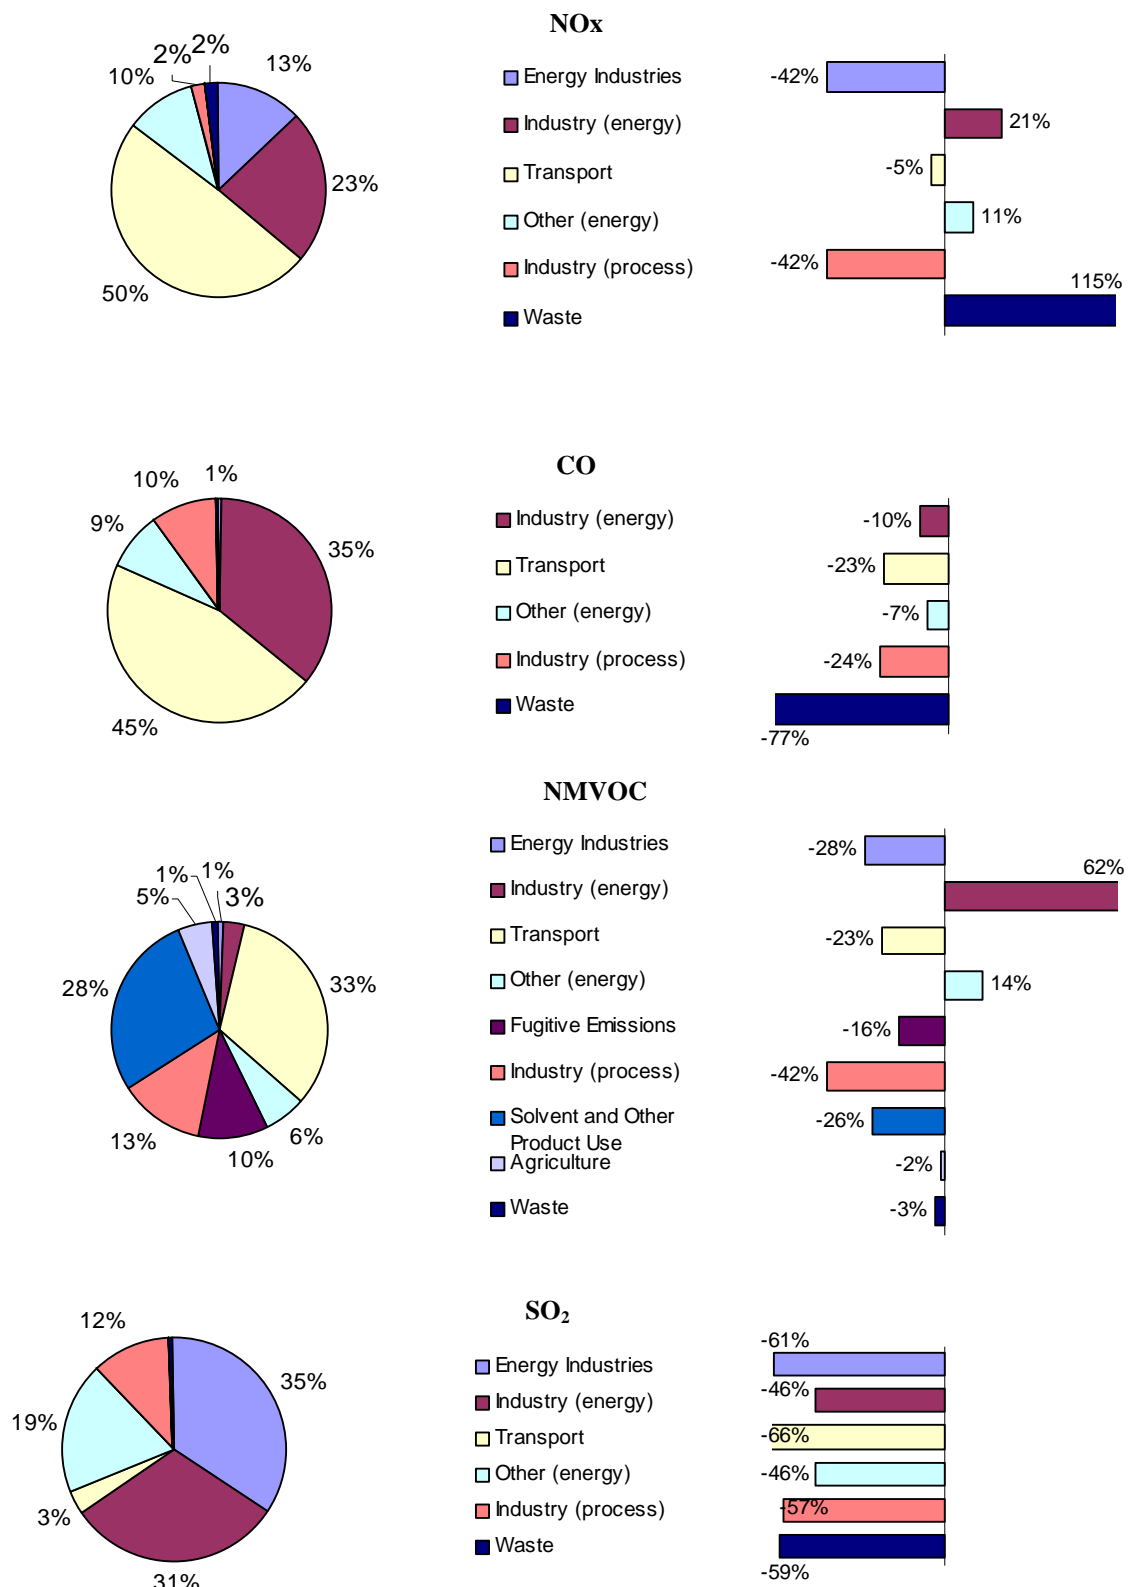 NOx
2%
2%
13%
10%
23%
50%
Energy Industries
Industry (energy)
Transport
Other (energy)
Industry (process)
Waste
-42%
21%
-5%
11%
-42%
115%
CO
10%
1%
9%
35%
45%
Industry (energy)
Transport
Other (energy)
Industry (process)
Waste
-10%
-23%
-7%
-24%
-77%
NMVOC
1%
1%
5%
3%
28%
33%
13%
10%
6%
Energy Industries
Industry (energy)
Transport
Other (energy)
Fugitive Emissions
Industry (process)
Solvent and Other
Product Use
Agriculture
Waste
-28%
62%
-23%
14%
-16%
-42%
-26%
-2%
-3%
SO₂
12%
35%
19%
3%
31%
Energy Industries
Industry (energy)
Transport
Other (energy)
Industry (process)
Waste
-61%
-46%
-66%
-46%
-57%
-59%